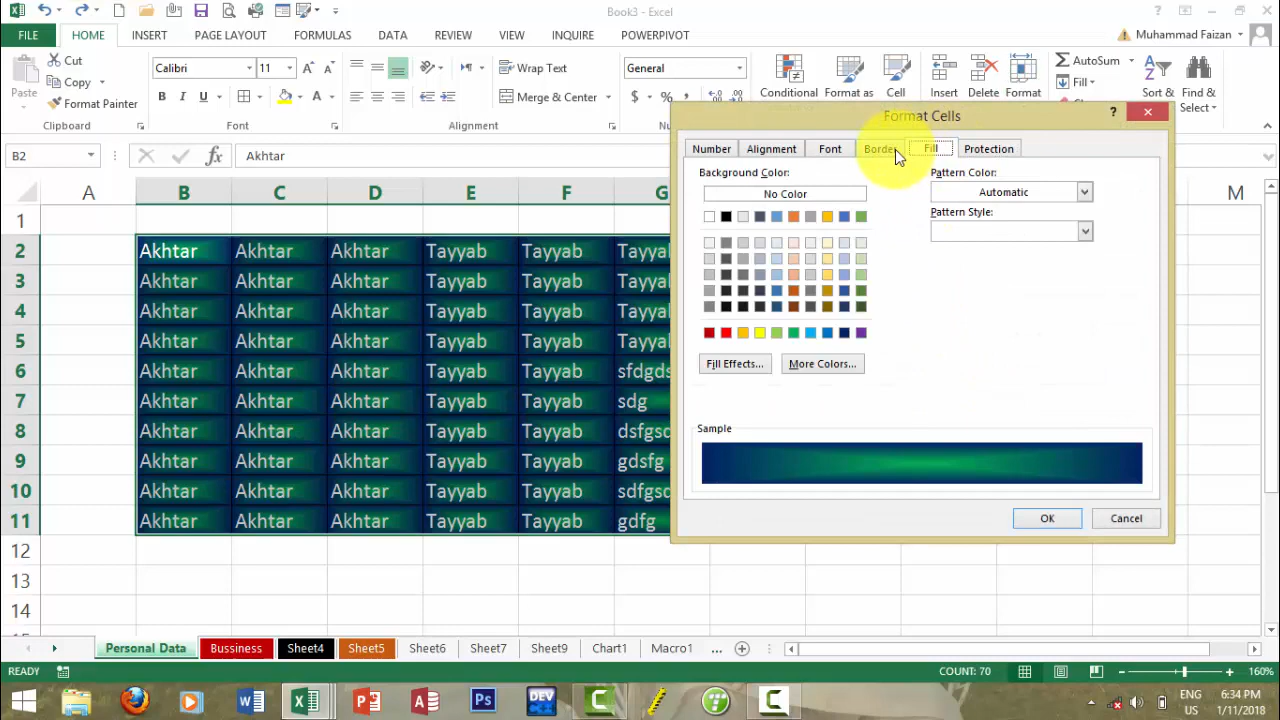 Book3 - Excel
FILE HOME INSERT PAGE LAYOUT FORMULAS DATA REVIEW VIEW INQUIRE POWERPIVOT Muhammad Faizan
Cut
Copy
Format Painter
Paste
Clipboard
Calibri 11
B I U
Font
Wrap Text
Merge & Center
Alignment
General
$ %
Conditional Format as Cell Insert Delete Format
AutoSum
Fill
Sort & Find &
Filter Select
B2 fx Akhtar
A B C D E F G M
1
2 Akhtar Akhtar Akhtar Tayyab Tayyab
3 Akhtar Akhtar Akhtar Tayyab Tayyab
4 Akhtar Akhtar Akhtar Tayyab Tayyab
5 Akhtar Akhtar Akhtar Tayyab Tayyab
6 Akhtar Akhtar Akhtar Tayyab Tayyab sfdgds
7 Akhtar Akhtar Akhtar Tayyab Tayyab sdg
8 Akhtar Akhtar Akhtar Tayyab Tayyab dsfgsd
9 Akhtar Akhtar Akhtar Tayyab Tayyab gdsfg
10 Akhtar Akhtar Akhtar Tayyab Tayyab sdfgsd
11 Akhtar Akhtar Akhtar Tayyab Tayyab gdfg
12
13
14
Format Cells
Number Alignment Font Border Fill Protection
Background Color:
No Color
Fill Effects... More Colors...
Pattern Color:
Automatic
Pattern Style:
Sample
OK Cancel
Personal Data Bussiness Sheet4 Sheet5 Sheet6 Sheet7 Sheet9 Chart1 Macro1 ...
READY COUNT: 70 160%
ENG 6:34 PM
US 1/11/2018